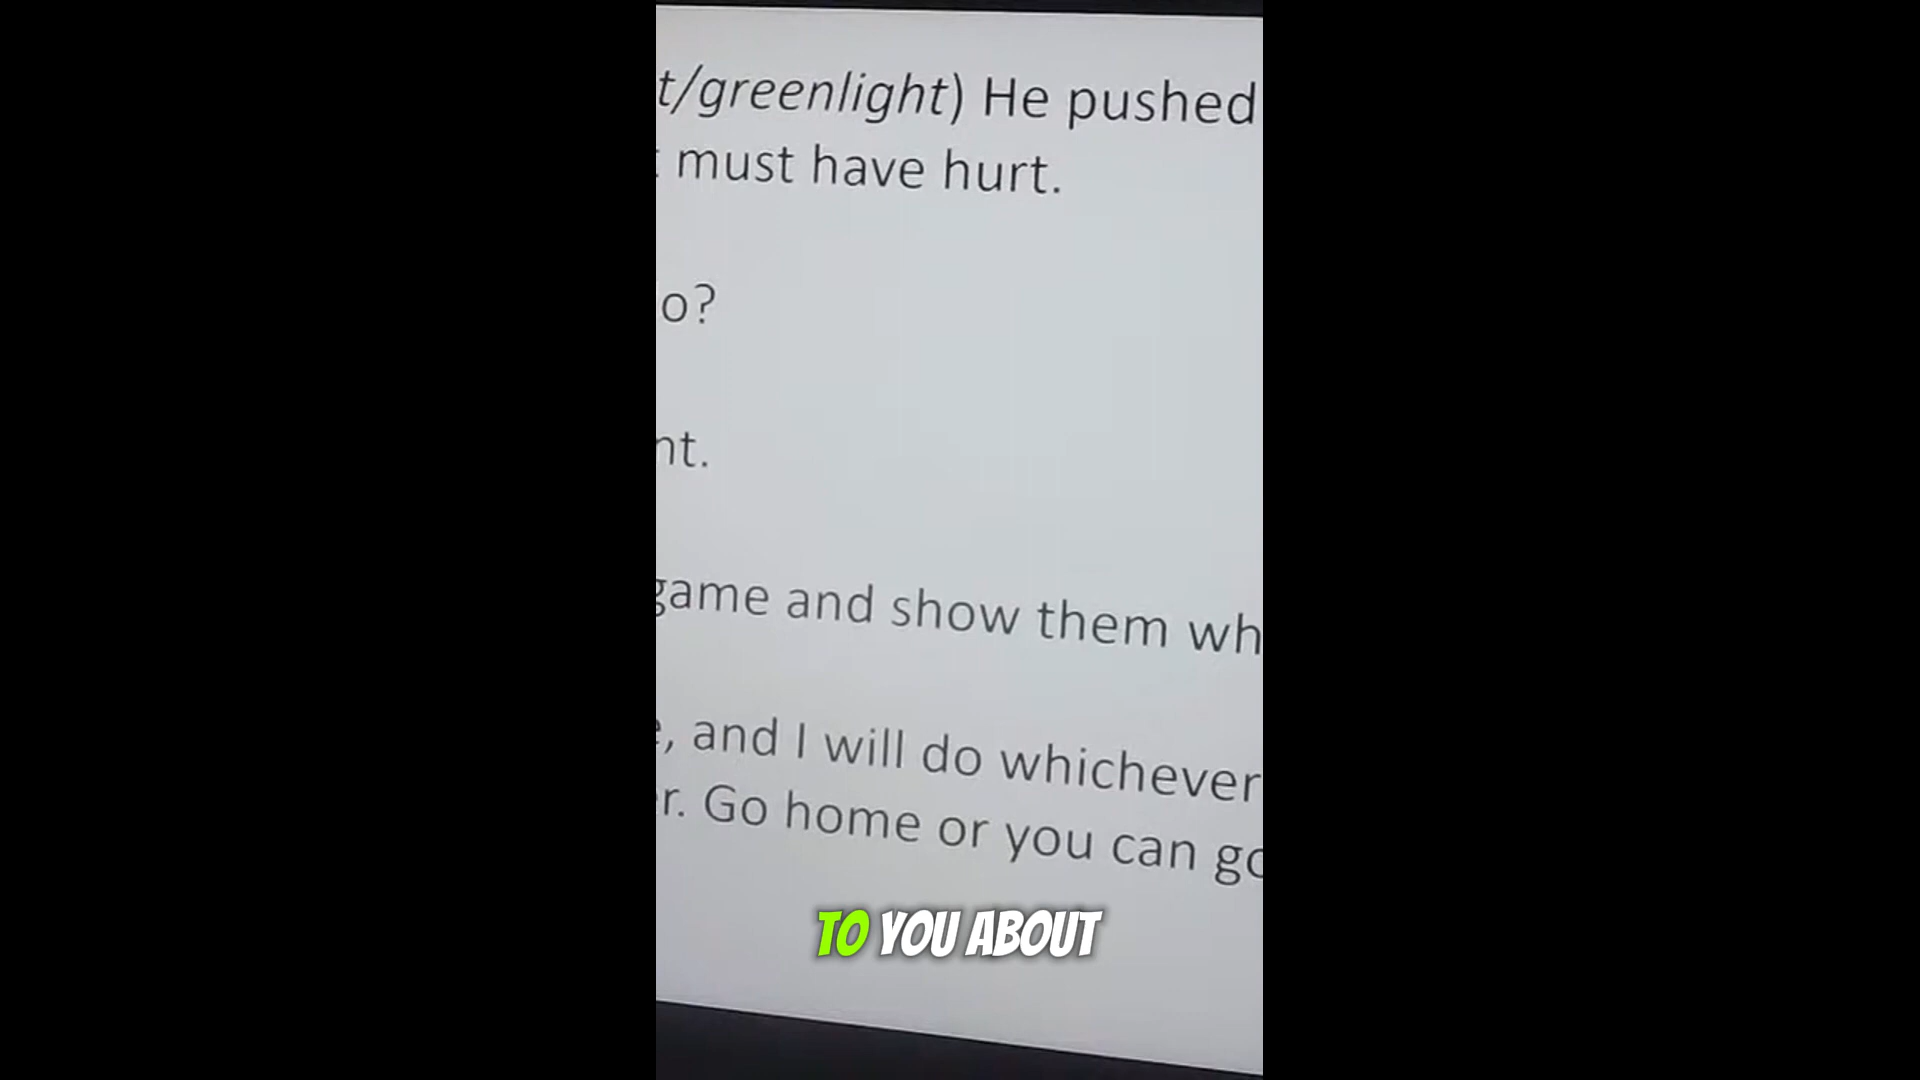 t/greenlight) He pushed
must have hurt.
o?
nt.
game and show them wh
, and I will do whichever
r. Go home or you can go
TO YOU ABOUT